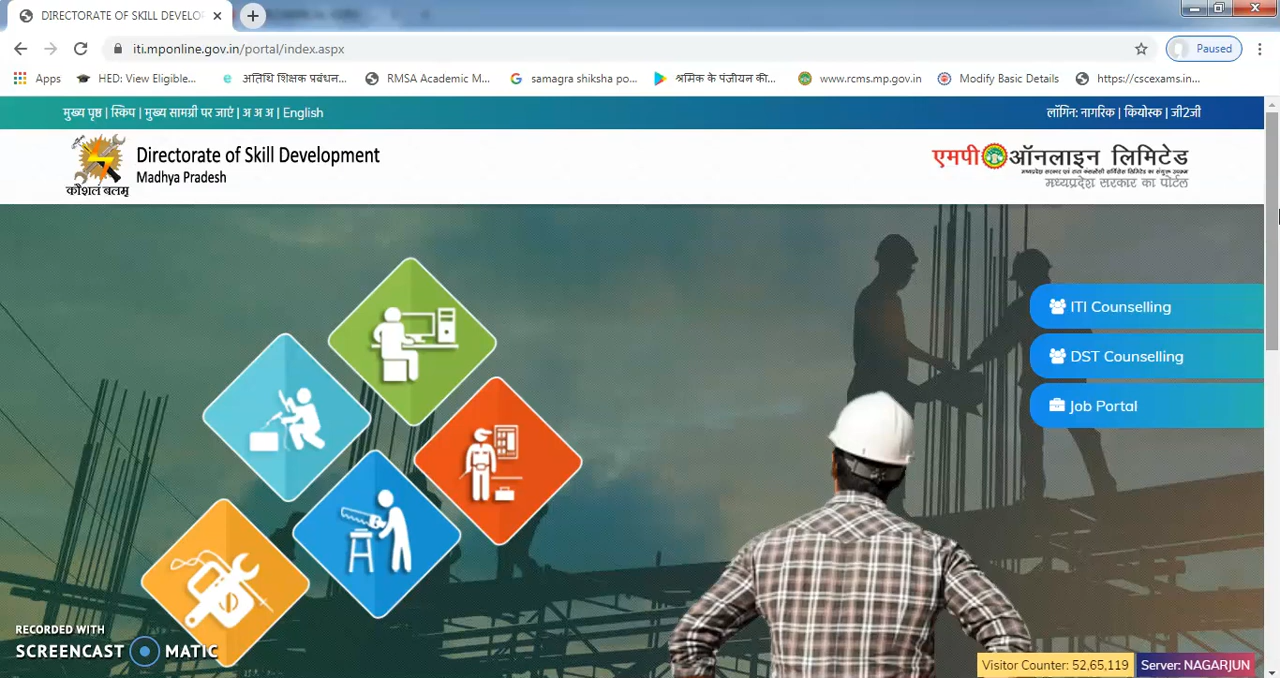 DIRECTORATE OF SKILL DEVELO
iti.mponline.gov.in/portal/index.aspx
Paused
Apps
HED: View Eligible...
अतिथि शिक्षक प्रबंधन...
RMSA Academic M...
samagra shiksha po...
श्रमिक के पंजीयन की...
www.rcms.mp.gov.in
Modify Basic Details
https://cscexams.in...
मुख्य पृष्ठ | स्किप | मुख्य सामग्री पर जाएं | अ अ अ | English
लॉगिन: नागरिक | कियोस्क | जी2जी
Directorate of Skill Development
Madhya Pradesh
कौशलं बलम्
एमपी ऑनलाइन लिमिटेड
मध्यप्रदेश सरकार का पोर्टल
ITI Counselling
DST Counselling
Job Portal
RECORDED WITH
SCREENCAST MATIC
Visitor Counter: 52,65,119
Server: NAGARJUN